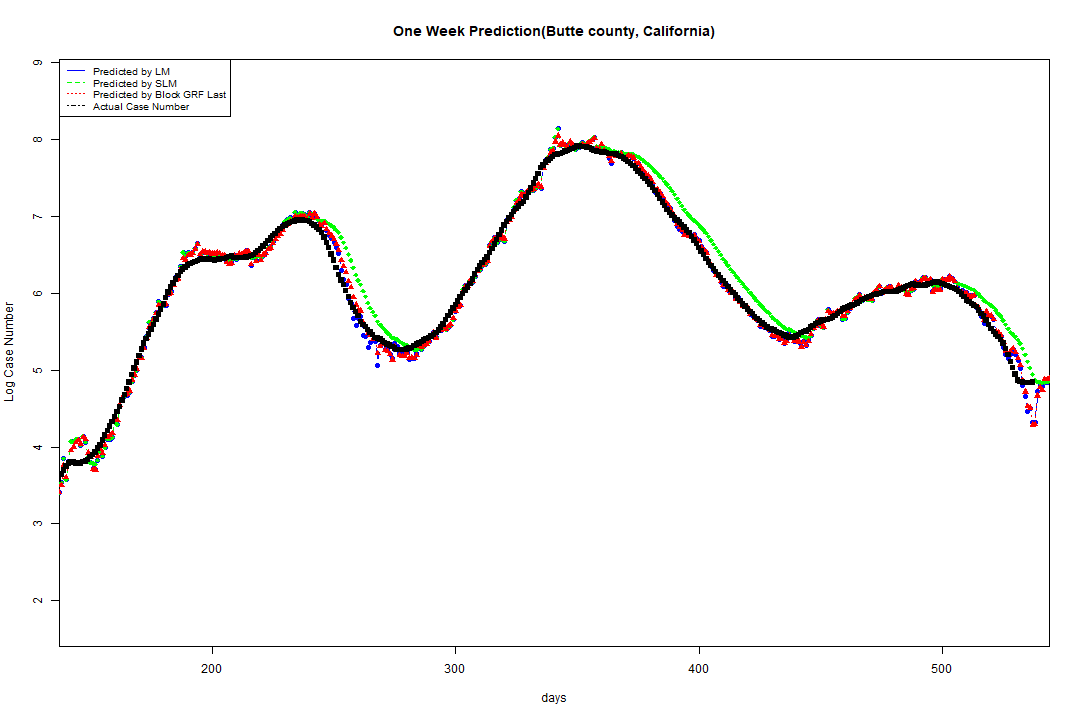 One Week Prediction(Butte county, California)
Predicted by LM
Predicted by SLM
Predicted by Block GRF Last
Actual Case Number
Log Case Number
9
8
7
6
5
4
3
2
200 300 400 500
days